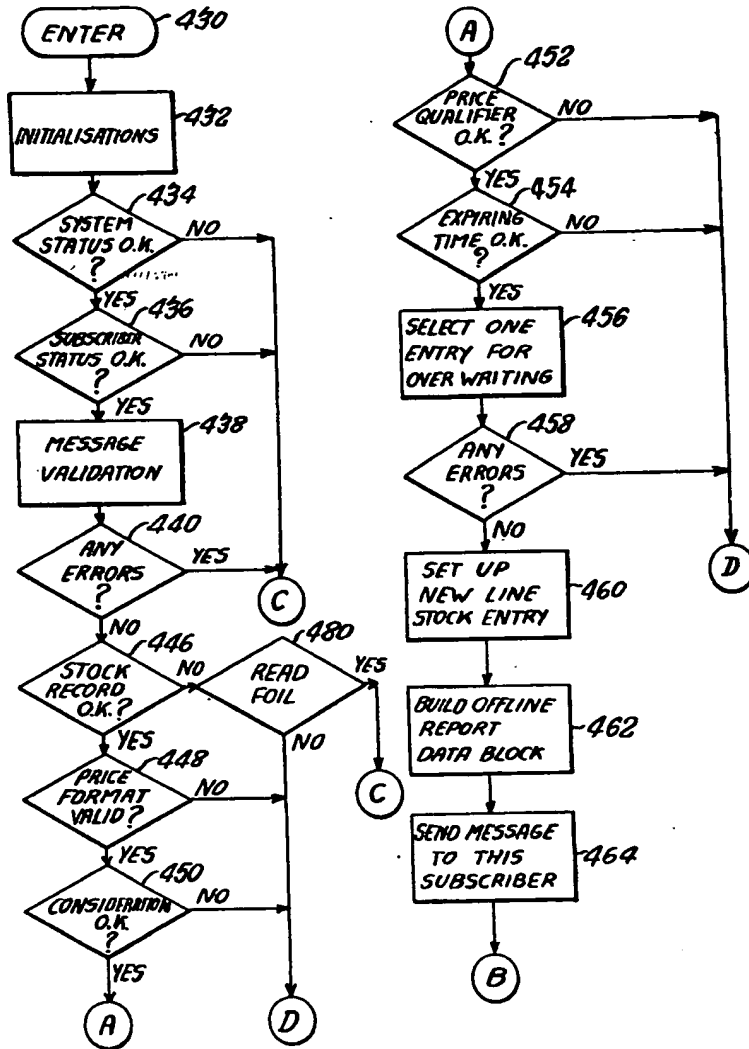 ENTER
430
INITIALISATIONS
432
434
SYSTEM
STATUS O.K.
?
NO
YES
436
SUBSCRIBER
STATUS O.K.
?
NO
YES
438
MESSAGE
VALIDATION
440
ANY
ERRORS
?
YES
C
NO
446
STOCK
RECORD
O.K.?
NO
480
READ
FOIL
YES
C
NO
YES
448
PRICE
FORMAT
VALID?
NO
YES
450
CONSIDERATION
O.K.
?
NO
YES
A
D
A
452
PRICE
QUALIFIER
O.K.?
NO
YES
454
EXPIRING
TIME O.K.
?
NO
YES
SELECT ONE
ENTRY FOR
OVER WAITING
456
458
ANY
ERRORS
?
YES
D
NO
SET UP
NEW LINE
STOCK ENTRY
460
BUILD OFFLINE
REPORT
DATA BLOCK
462
SEND MESSAGE
TO THIS
SUBSCRIBER
464
B